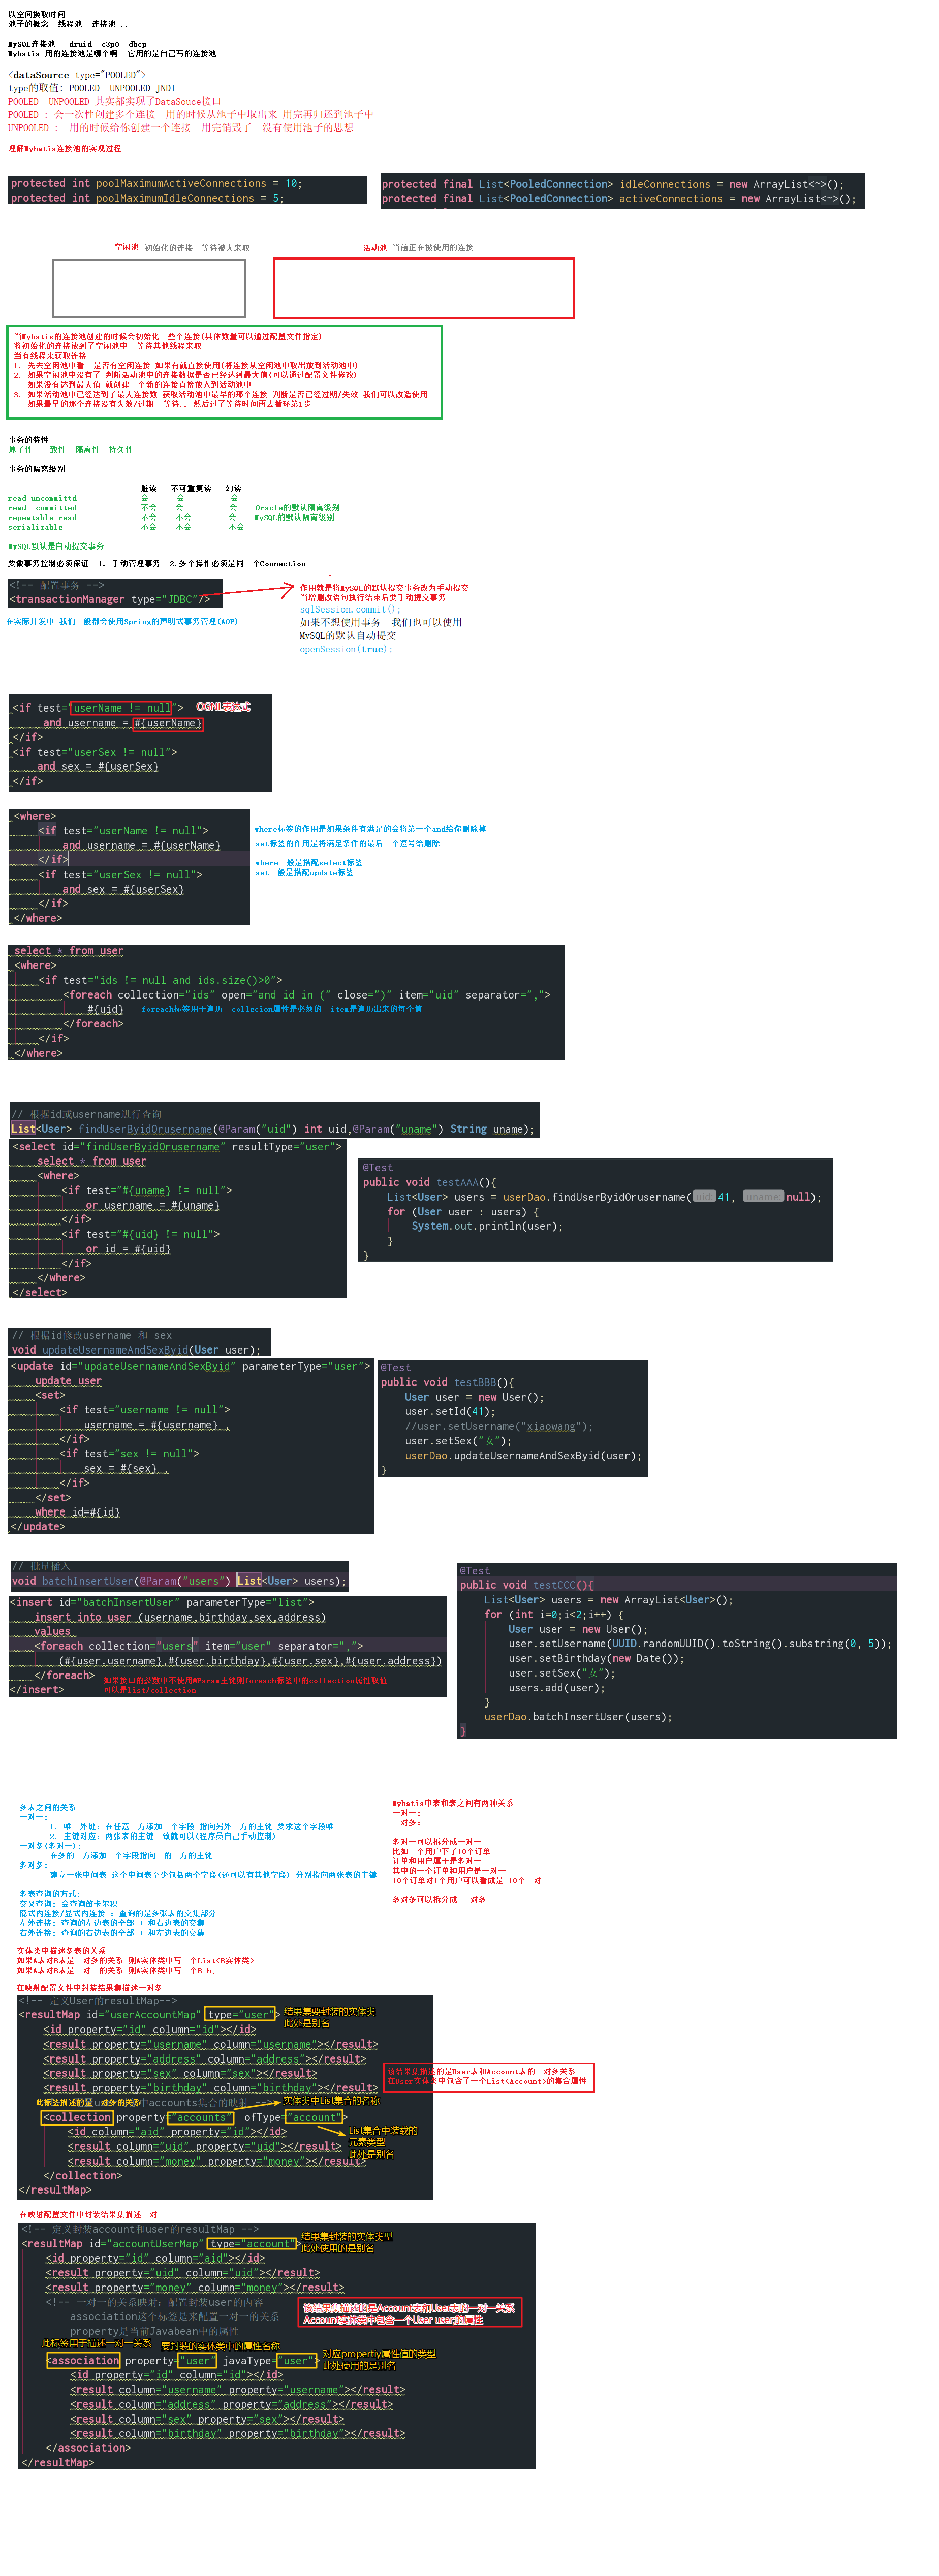 以空间换取时间
池子的概念  线程池  连接池 ..
MySQL连接池   druid  c3p0  dbcp
Mybatis 用的连接池是哪个啊  它用的是自己写的连接池
<dataSource type="POOLED">
type的取值: POOLED  UNPOOLED JNDI
POOLED  UNPOOLED 其实都实现了DataSouce接口
POOLED : 会一次性创建多个连接  用的时候从池子中取出来 用完再归还到池子中
UNPOOLED :  用的时候给你创建一个连接  用完销毁了  没有使用池子的思想
理解Mybatis连接池的实现过程
protected int poolMaximumActiveConnections = 10;
protected int poolMaximumIdleConnections = 5;
protected final List<PooledConnection> idleConnections = new ArrayList<~>();
protected final List<PooledConnection> activeConnections = new ArrayList<~>();
空闲池 初始化的连接  等待被人来取
活动池 当前正在被使用的连接
当Mybatis的连接池创建的时候会初始化一些个连接(具体数量可以通过配置文件指定)
将初始化的连接放到了空闲池中  等待其他线程来取
当有线程来获取连接
1. 先去空闲池中看  是否有空闲连接 如果有就直接使用(将连接从空闲池中取出放到活动池中)
2. 如果空闲池中没有了 判断活动池中的连接数据是否已经达到最大值(可以通过配置文件修改)
如果没有达到最大值 就创建一个新的连接直接放入到活动池中
3. 如果活动池中已经达到了最大连接数 获取活动池中最早的那个连接 判断是否已经过期/失效 我们可以改造使用
如果最早的那个连接没有失效/过期  等待.. 然后过了等待时间再去循环第1步
事务的特性
原子性  一致性  隔离性  持久性
事务的隔离级别
脏读  不可重复读  幻读
read uncommittd  会  会  会
read  committed  不会  会  会  Oracle的默认隔离级别
repeatable read  不会  不会  会  MySQL的默认隔离级别
serializable  不会  不会  不会
MySQL默认是自动提交事务
要做事务控制必须保证  1. 手动管理事务  2.多个操作必须是同一个Connection
<!-- 配置事务 -->
<transactionManager type="JDBC"/>
作用就是将MySQL的默认提交事务改为手动提交
当增删改语句执行结束后要手动提交事务
sqlSession.commit();
如果不想使用事务  我们也可以使用
MySQL的默认自动提交
openSession(true);
在实际开发中 我们一般都会使用Spring的声明式事务管理(AOP)
<if test="userName != null">  OGNL表达式
and username = #{userName}
</if>
<if test="userSex != null">
and sex = #{userSex}
</if>
<where>
<if test="userName != null">
and username = #{userName}
</if>
<if test="userSex != null">
and sex = #{userSex}
</if>
</where>
where标签的作用是如果条件有满足的会将第一个and给你删除掉
set标签的作用是将满足条件的最后一个逗号给删除
where一般是搭配select标签
set一般是搭配update标签
select * from user
<where>
<if test="ids != null and ids.size()>0">
<foreach collection="ids" open="and id in (" close=")" item="uid" separator=",">
#{uid}  foreach标签用于遍历  collecion属性是必须的  item是遍历出来的每个值
</foreach>
</if>
</where>
// 根据id或username进行查询
List<User> findUserByidOrusername(@Param("uid") int uid,@Param("uname") String uname);
<select id="findUserByidOrusername" resultType="user">
select * from user
<where>
<if test="#{uname} != null">
or username = #{uname}
</if>
<if test="#{uid} != null">
or id = #{uid}
</if>
</where>
</select>
@Test
public void testAAA(){
List<User> users = userDao.findUserByidOrusername( uid: 41,  uname: null);
for (User user : users) {
System.out.println(user);
}
}
// 根据id修改username 和 sex
void updateUsernameAndSexByid(User user);
<update id="updateUsernameAndSexByid" parameterType="user">
update user
<set>
<if test="username != null">
username = #{username} ,
</if>
<if test="sex != null">
sex = #{sex} ,
</if>
</set>
where id=#{id}
</update>
@Test
public void testBBB(){
User user = new User();
user.setId(41);
//user.setUsername("xiaowang");
user.setSex("女");
userDao.updateUsernameAndSexByid(user);
}
// 批量插入
void batchInsertUser(@Param("users") List<User> users);
<insert id="batchInsertUser" parameterType="list">
insert into user (username,birthday,sex,address)
values
<foreach collection="users" item="user" separator=",">
(#{user.username},#{user.birthday},#{user.sex},#{user.address})
</foreach>
</insert>
如果接口的参数中不使用@Param主键则foreach标签中的collection属性取值
可以是list/collection
@Test
public void testCCC(){
List<User> users = new ArrayList<User>();
for (int i=0;i<2;i++) {
User user = new User();
user.setUsername(UUID.randomUUID().toString().substring(0, 5));
user.setBirthday(new Date());
user.setSex("女");
users.add(user);
}
userDao.batchInsertUser(users);
}
多表之间的关系
一对一:
1. 唯一外键: 在任意一方添加一个字段 指向另外一方的主键 要求这个字段唯一
2. 主键对应: 两张表的主键一致就可以(程序员自己手动控制)
一对多(多对一):
在多的一方添加一个字段指向一的一方的主键
多对多:
建立一张中间表 这个中间表至少包括两个字段(还可以有其他字段) 分别指向两张表的主键
多表查询的方式:
交叉查询: 会查询笛卡尔积
隐式内连接/显式内连接 : 查询的是多张表的交集部分
左外连接: 查询的左边表的全部 + 和右边表的交集
右外连接: 查询的右边表的全部 + 和左边表的交集
Mybatis中表和表之间有两种关系
一对一:
一对多:
多对一可以拆分成一对一
比如一个用户下了10个订单
订单和用户属于是多对一
其中的一个订单和用户是一对一
10个订单对1个用户可以看成是 10个一对一
多对多可以拆分成 一对多
实体类中描述多表的关系
如果A表对B表是一对多的关系 则A实体类中写一个List<B实体类>
如果A表对B表是一对一的关系 则A实体类中写一个B b;
在映射配置文件中封装结果集描述一对多
<!-- 定义User的resultMap-->
<resultMap id="userAccountMap" type="user">
结果集要封装的实体类
此处是别名
<id property="id" column="id"></id>
<result property="username" column="username"></result>
<result property="address" column="address"></result>
<result property="sex" column="sex"></result>
<result property="birthday" column="birthday"></result>
该结果集描述的是User表和Account表的一对多关系
在User实体类中包含了一个List<Account>的集合属性
此标签描述的是一对多的关系
中accounts集合的映射 -->
实体类中List集合的名称
<collection property="accounts"  ofType="account">
List集合中装载的
元素类型
此处是别名
<id column="aid" property="id"></id>
<result column="uid" property="uid"></result>
<result column="money" property="money"></result>
</collection>
</resultMap>
在映射配置文件中封装结果集描述一对一
<!-- 定义封装account和user的resultMap -->
<resultMap id="accountUserMap" type="account">
结果集封装的实体类型
此处使用的是别名
<id property="id" column="aid"></id>
<result property="uid" column="uid"></result>
<result property="money" column="money"></result>
<!-- 一对一的关系映射: 配置封装user的内容
association这个标签是来配置一对一的关系
property是当前Javabean中的属性
该结果集描述的是Account表和User表的一对一关系
Account实体类中包含一个User user的属性
此标签用于描述一对一关系
要封装的实体类中的属性名称
<association property="user" javaType="user">
对应propertiy属性值的类型
此处使用的是别名
<id property="id" column="id"></id>
<result column="username" property="username"></result>
<result column="address" property="address"></result>
<result column="sex" property="sex"></result>
<result column="birthday" property="birthday"></result>
</association>
</resultMap>